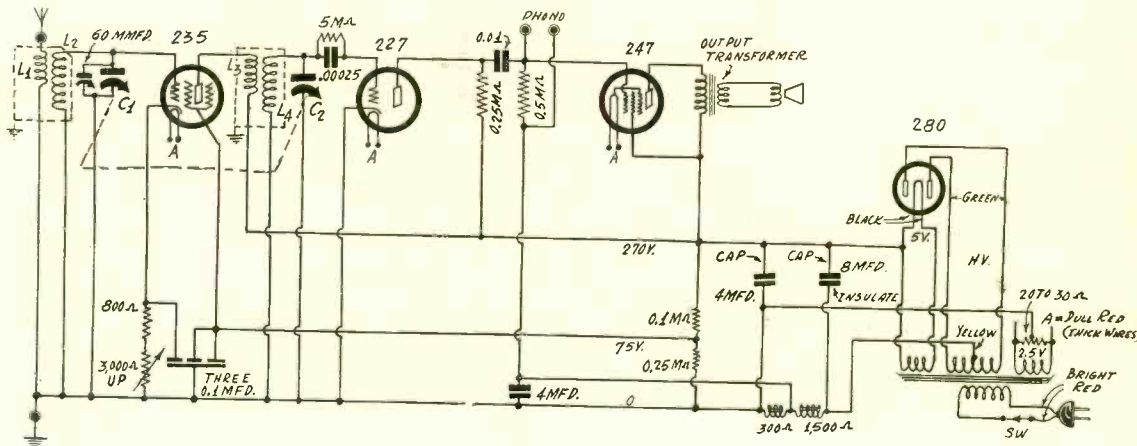 L1
L2
60 MMFD.
C1
235
L3
L4
5MΩ
.00025
C2
227
A
A
0.25MΩ
0.01
PHONO
0.5MΩ
247
A
OUTPUT
TRANSFORMER
280
GREEN
BLACK
5V.
H.V.
270V.
CAP
4MFD.
CAP
8MFD.
INSULATE
20 TO 30Ω
A = DULL RED
(THICK WIRES)
YELLOW
2.5V
BRIGHT
RED
SW
800Ω
3,000Ω
UP
THREE
0.1MFD.
75V.
0.1MΩ
0.25MΩ
4MFD.
0
300Ω
1,500Ω